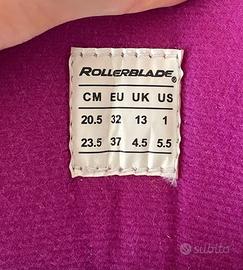 ROLLERBLADE®
CM EU UK US
20.5 32 13 1
23.5 37 4.5 5.5
subito